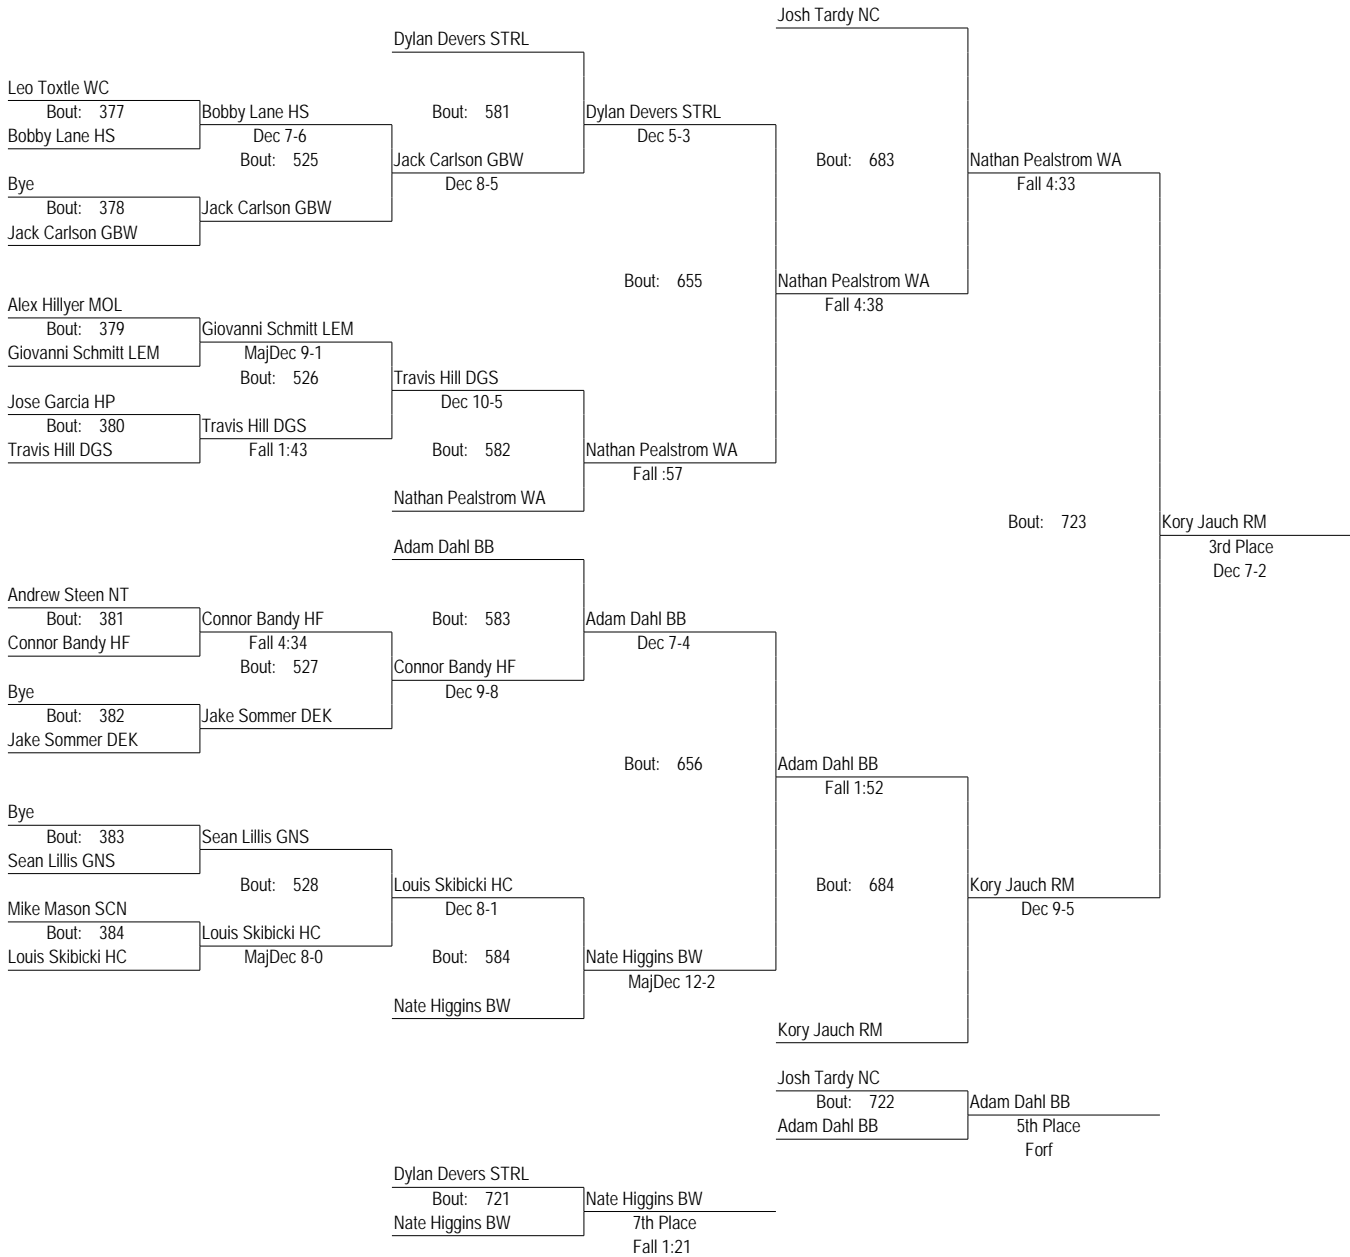 Josh Tardy NC
Dylan Devers STRL
Leo Toxtle WC
Bout: 377
Bobby Lane HS
Bout: 581
Dylan Devers STRL
Bobby Lane HS
Dec 7-6
Dec 5-3
Bout: 525
Jack Carlson GBW
Bout: 683
Nathan Pealstrom WA
Bye
Dec 8-5
Fall 4:33
Bout: 378
Jack Carlson GBW
Jack Carlson GBW
Bout: 655
Nathan Pealstrom WA
Alex Hillyer MOL
Fall 4:38
Bout: 379
Giovanni Schmitt LEM
Giovanni Schmitt LEM
MajDec 9-1
Bout: 526
Travis Hill DGS
Jose Garcia HP
Dec 10-5
Bout: 380
Travis Hill DGS
Travis Hill DGS
Fall 1:43
Bout: 582
Nathan Pealstrom WA
Fall :57
Nathan Pealstrom WA
Bout: 723
Kory Jauch RM
Adam Dahl BB
3rd Place
Dec 7-2
Andrew Steen NT
Bout: 381
Connor Bandy HF
Bout: 583
Adam Dahl BB
Connor Bandy HF
Fall 4:34
Dec 7-4
Bout: 527
Connor Bandy HF
Bye
Dec 9-8
Bout: 382
Jake Sommer DEK
Jake Sommer DEK
Bout: 656
Adam Dahl BB
Fall 1:52
Bye
Bout: 383
Sean Lillis GNS
Sean Lillis GNS
Bout: 528
Louis Skibicki HC
Bout: 684
Kory Jauch RM
Mike Mason SCN
Dec 8-1
Dec 9-5
Bout: 384
Louis Skibicki HC
Louis Skibicki HC
MajDec 8-0
Bout: 584
Nate Higgins BW
MajDec 12-2
Nate Higgins BW
Kory Jauch RM
Josh Tardy NC
Bout: 722
Adam Dahl BB
Adam Dahl BB
5th Place
Forf
Dylan Devers STRL
Bout: 721
Nate Higgins BW
Nate Higgins BW
7th Place
Fall 1:21